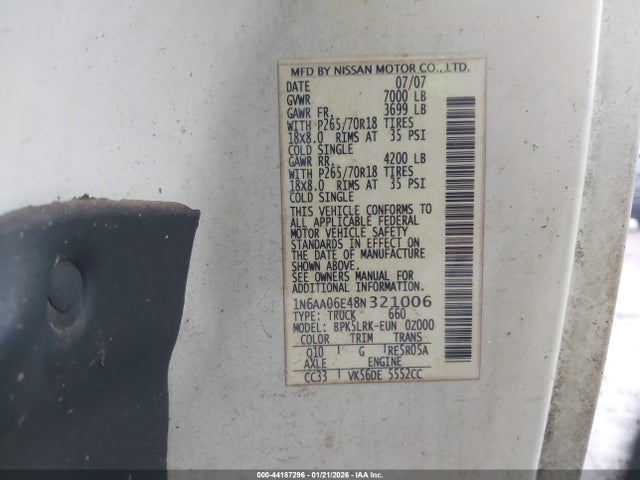 MFD BY NISSAN MOTOR CO., LTD.
DATE 07/07
GVWR 7000 LB
GAWR FR. 3699 LB
WITH P265/70R18 TIRES
18X8.0 RIMS AT 35 PSI
COLD SINGLE
GAWR RR. 4200 LB
WITH P265/70R18 TIRES
18X8.0 RIMS AT 35 PSI
COLD SINGLE
THIS VEHICLE CONFORMS TO
ALL APPLICABLE FEDERAL
MOTOR VEHICLE SAFETY
STANDARDS IN EFFECT ON
THE DATE OF MANUFACTURE
SHOWN ABOVE.
SEE OWNERS MANUAL FOR
ADDITIONAL INFORMATION
1N6AA06E48N321006
TYPE: TRUCK 660
MODEL: BPK5LRK-EUN 0Z000
COLOR TRIM TRANS
Q10 G RE5R05A
AXLE ENGINE
CC33 VK56DE 5552CC
000-44187296 - 01/21/2026 - IAA Inc.